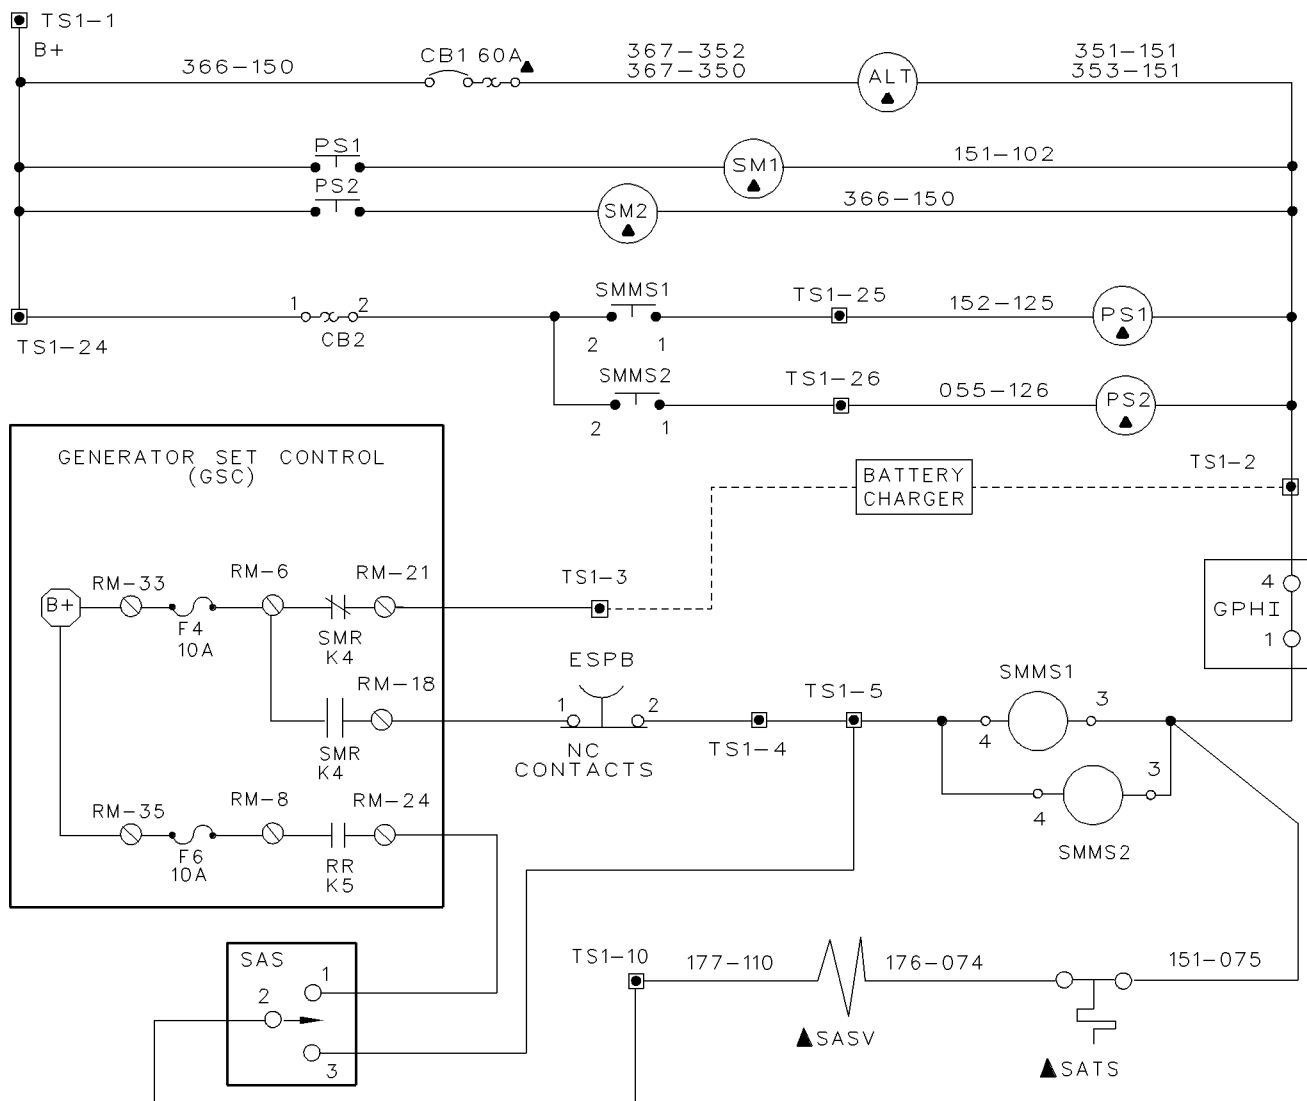 TS1-1
B+
366-150
CB1 60A
367-352
367-350
ALT
351-151
353-151
PS1
SM1
151-102
PS2
SM2
366-150
TS1-24
1
2
CB2
SMMS1
2
1
TS1-25
152-125
PS1
SMMS2
2
1
TS1-26
055-126
PS2
GENERATOR SET CONTROL
(GSC)
BATTERY
CHARGER
TS1-2
B+
RM-33
F4
10A
RM-6
SMR
K4
RM-21
TS1-3
4
GPHI
1
SMR
K4
RM-18
ESPB
1
2
NC
CONTACTS
TS1-4
TS1-5
SMMS1
4
3
4
3
SMMS2
RM-35
F6
10A
RM-8
RR
K5
RM-24
SAS
1
2
3
TS1-10
177-110
SASV
176-074
SATS
151-075